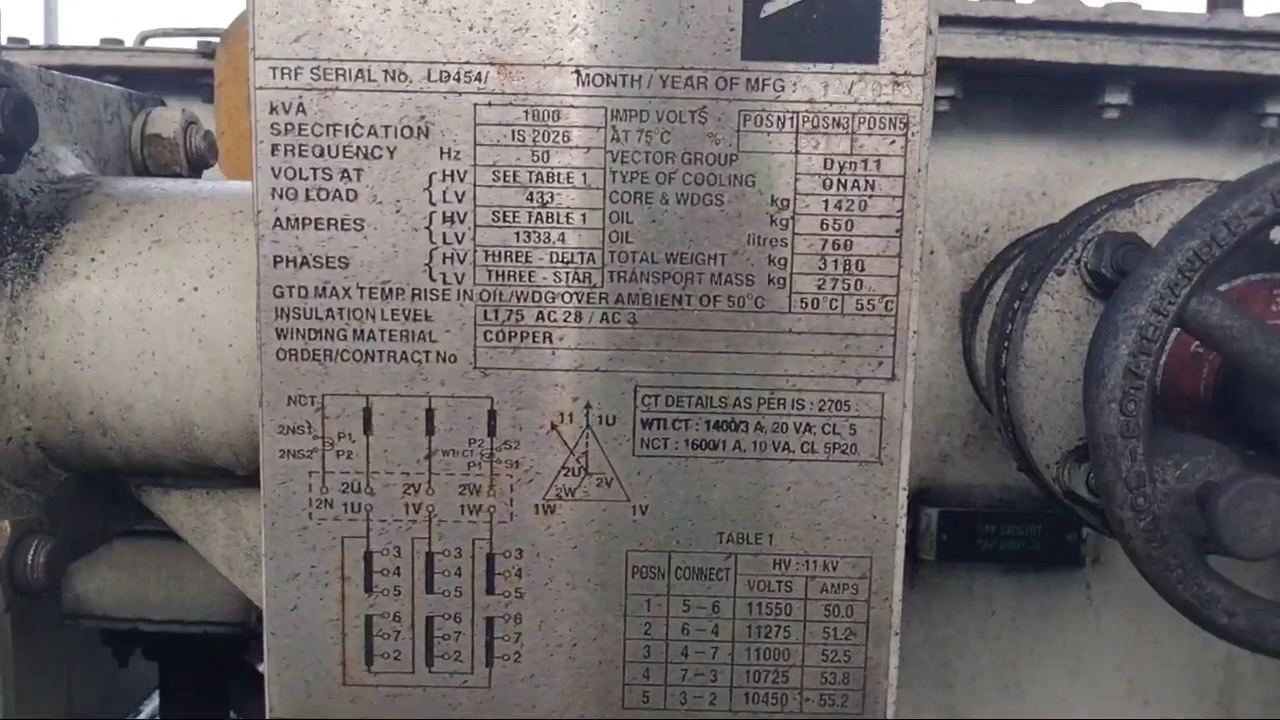 TRF SERIAL No. LD454/ MONTH / YEAR OF MFG :
kVA 1000 IMPD VOLTS POSN1 POSN3 POSN5
SPECIFICATION IS 2026 AT 75°C %
FREQUENCY Hz 50 VECTOR GROUP Dyn11
VOLTS AT HV SEE TABLE 1 TYPE OF COOLING ONAN
NO LOAD LV 433 CORE & WDGS kg 1420
AMPERES HV SEE TABLE 1 OIL kg 650
LV 1333.4 OIL litres 760
PHASES HV THREE - DELTA TOTAL WEIGHT kg 3180
LV THREE - STAR TRANSPORT MASS kg 2750
GTD MAX TEMP RISE IN OIL/WDG OVER AMBIENT OF 50°C 50°C 55°C
INSULATION LEVEL LI 75 AC 28 / AC 3
WINDING MATERIAL COPPER
ORDER/CONTRACT No
NCT
2NS1 P1
2NS2 P2
P2 S2
WTI CT
P1 S1
2N 2U 2V 2W
1U 1V 1W
3 3 3
4 4 4
5 5 5
6 6 6
7 7 7
2 2 2
11 1U
2U 2V
2W
1W 1V
CT DETAILS AS PER IS : 2705
WTI CT : 1400/3 A, 20 VA, CL 5
NCT : 1600/1 A, 10 VA, CL 5P20
TABLE 1
POSN CONNECT HV : 11 kV
VOLTS AMPS
1 5 - 6 11550 50.0
2 6 - 4 11275 51.2
3 4 - 7 11000 52.5
4 7 - 3 10725 53.8
5 3 - 2 10450 55.2